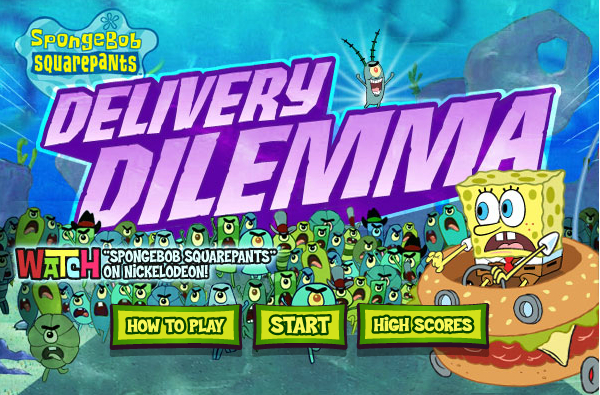 SpongeBob
SQUAREPANTS
DELIVERY
DILEMMA
WATCH
"SPONGEBOB SQUAREPANTS"
ON NICKELODEON!
HOW TO PLAY
START
HIGH SCORES